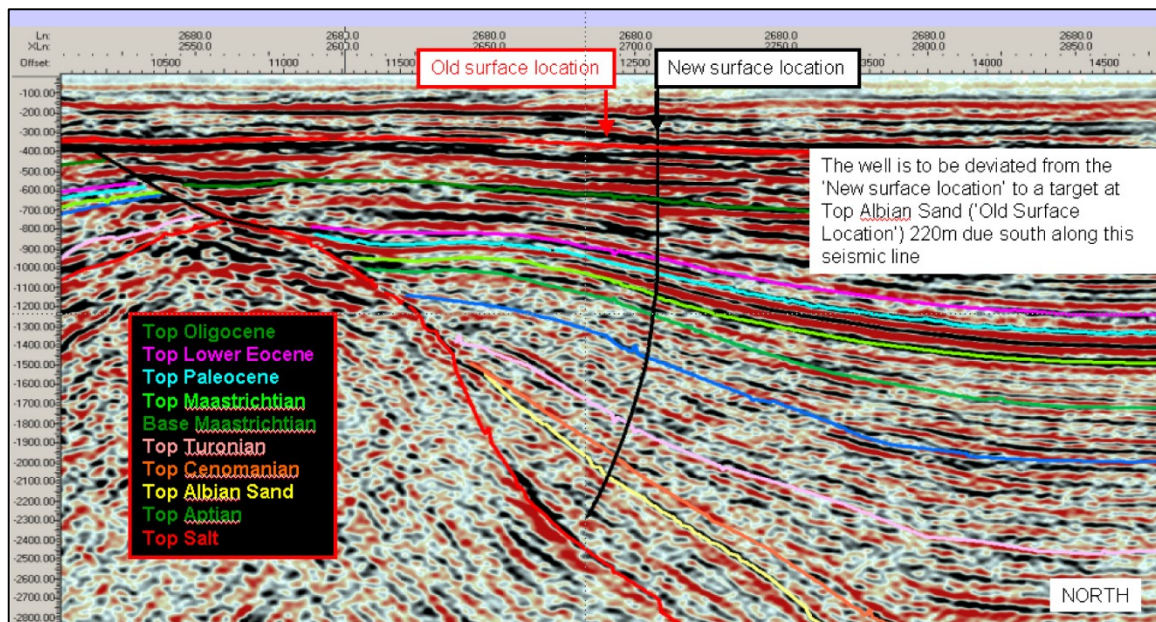 Ln: 2680.0 2680.0 2680.0 2680.0 2680.0 2680.0 2680.0
XLn: 2550.0 2600.0 2650.0 2700.0 2750.0 2800.0 2850.0
Offset: 10500 11000 11500 12500 3500 14000 14500
Old surface location
New surface location
-100.00
-200.00
-300.00
-400.00
-500.00
-600.00
-700.00
-800.00
-900.00
-1000.00
-1100.00
-1200.00
-1300.00
-1400.00
-1500.00
-1600.00
-1700.00
-1800.00
-1900.00
-2000.00
-2100.00
-2200.00
-2300.00
-2400.00
-2500.00
-2600.00
-2700.00
-2800.00
The well is to be deviated from the
'New surface location' to a target at
Top Albian Sand ('Old Surface
Location') 220m due south along this
seismic line
Top Oligocene
Top Lower Eocene
Top Paleocene
Top Maastrichtian
Base Maastrichtian
Top Turonian
Top Cenomanian
Top Albian Sand
Top Aptian
Top Salt
NORTH